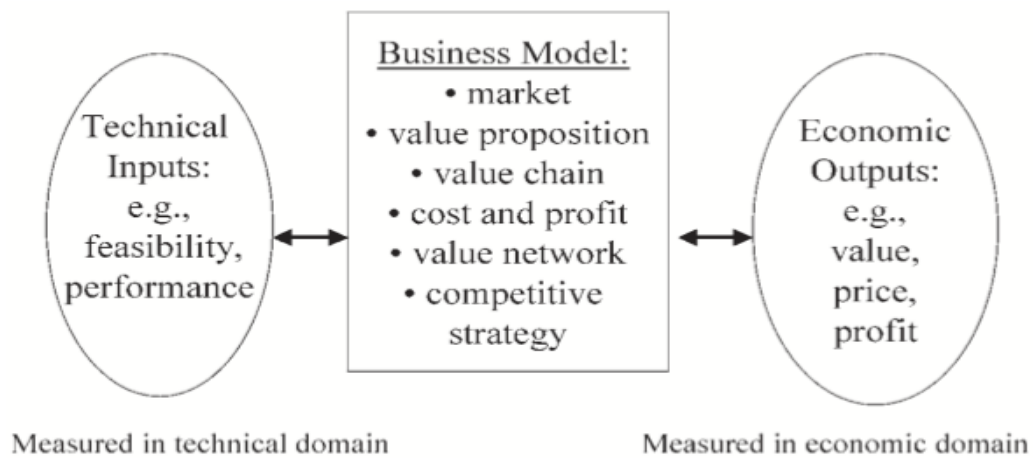 Technical
Inputs:
e.g.,
feasibility,
performance
Business Model:
• market
• value proposition
• value chain
• cost and profit
• value network
• competitive
strategy
Economic
Outputs:
e.g.,
value,
price,
profit
Measured in technical domain
Measured in economic domain